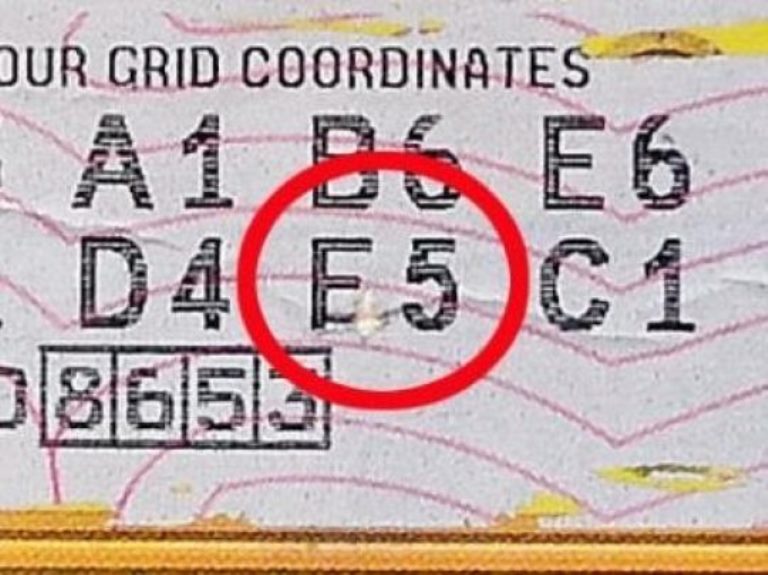 OUR GRID COORDINATES
A1 B6 E6
D4 E5 C1
8653